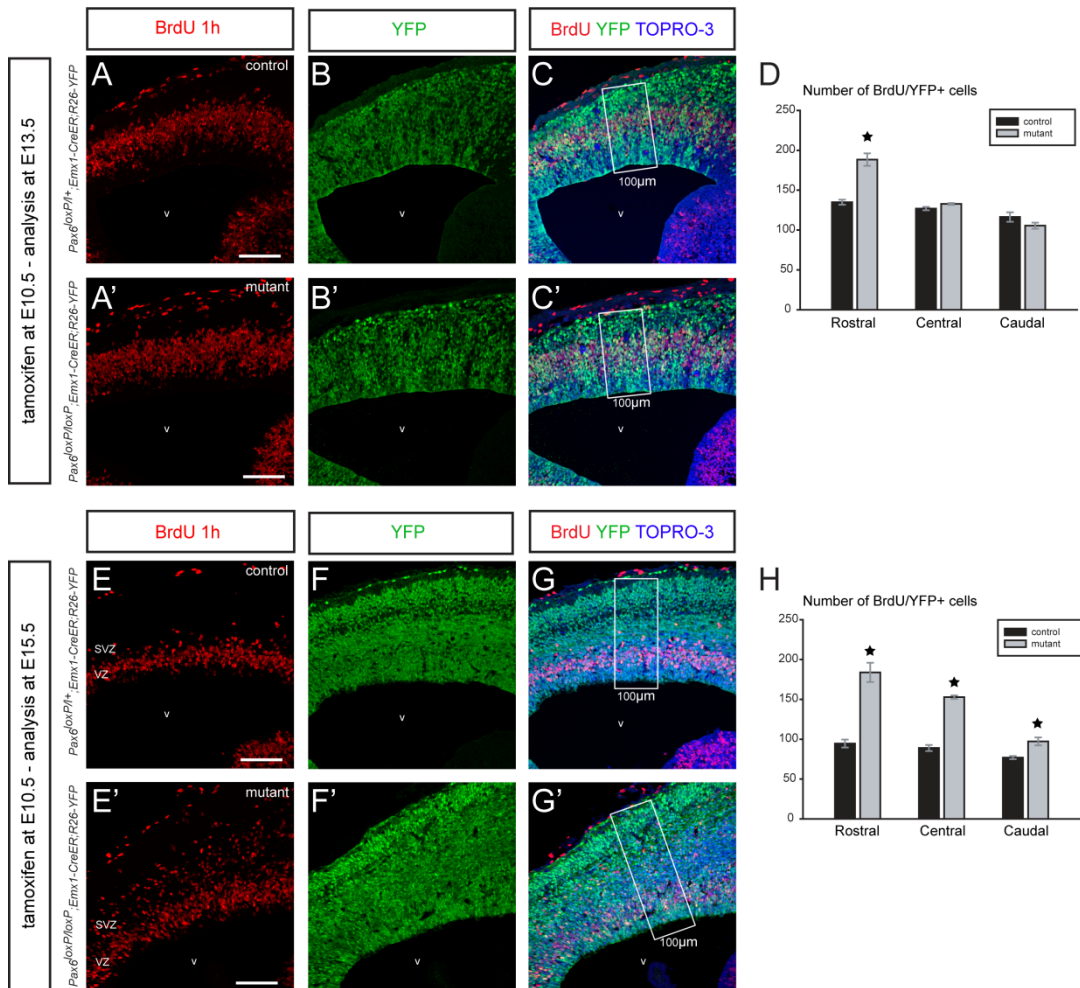 BrdU 1h
YFP
BrdU YFP TOPRO-3
tamoxifen at E10.5 - analysis at E13.5
Pax6loxP/+;Emx1-CreER;R26-YFP
A
control
v
B
v
C
100µm
v
D
Number of BrdU/YFP+ cells
control
mutant
250
200
150
100
50
0
Rostral
Central
Caudal
Pax6loxP/loxP;Emx1-CreER;R26-YFP
A'
mutant
v
B'
v
C'
100µm
v
BrdU 1h
YFP
BrdU YFP TOPRO-3
tamoxifen at E10.5 - analysis at E15.5
Pax6loxP/+;Emx1-CreER;R26-YFP
E
control
SVZ
VZ
v
F
v
G
100µm
v
H
Number of BrdU/YFP+ cells
control
mutant
250
200
150
100
50
0
Rostral
Central
Caudal
Pax6loxP/loxP;Emx1-CreER;R26-YFP
E'
mutant
SVZ
VZ
v
F'
v
G'
100µm
v